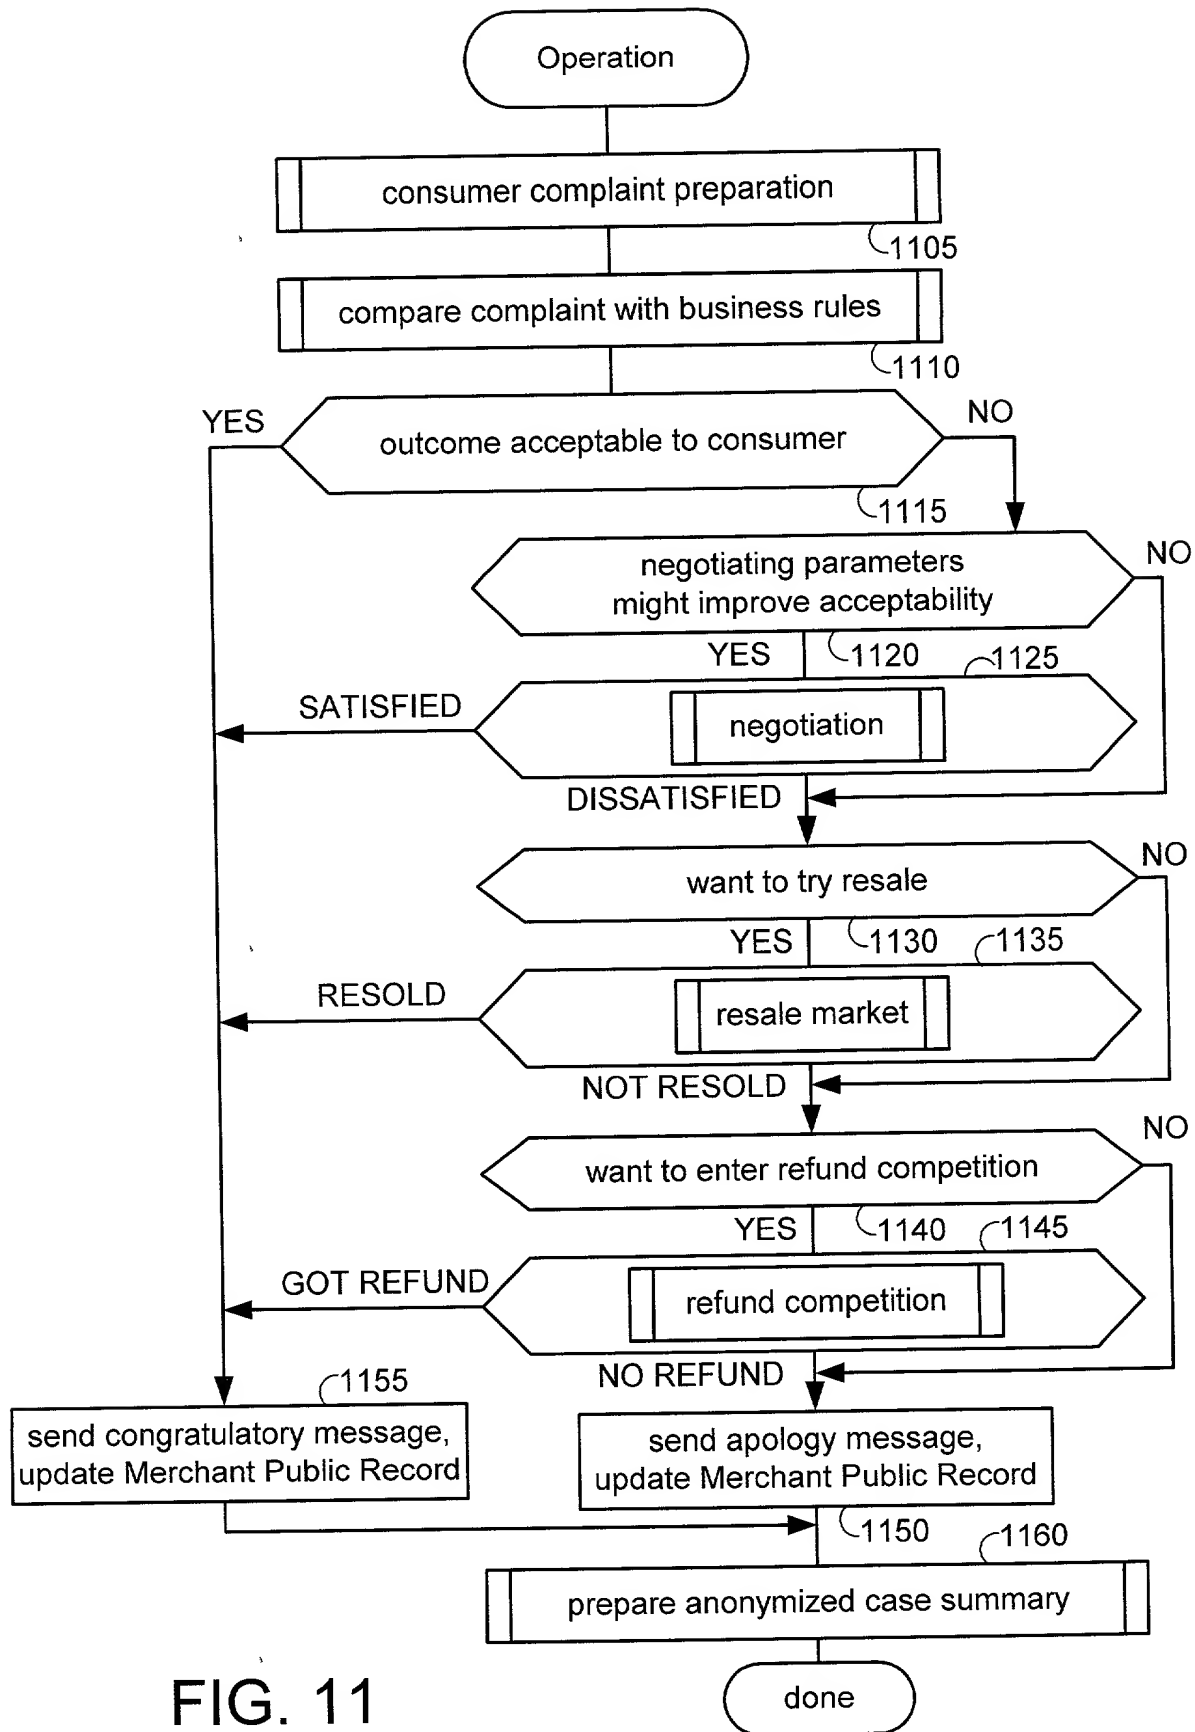 Operation
consumer complaint preparation
1105
compare complaint with business rules
1110
YES
NO
outcome acceptable to consumer
1115
negotiating parameters
might improve acceptability
NO
YES
1120
1125
SATISFIED
negotiation
DISSATISFIED
want to try resale
NO
YES
1130
1135
RESOLD
resale market
NOT RESOLD
want to enter refund competition
NO
YES
1140
1145
GOT REFUND
refund competition
NO REFUND
1155
send congratulatory message,
update Merchant Public Record
send apology message,
update Merchant Public Record
1150
1160
prepare anonymized case summary
done
FIG. 11